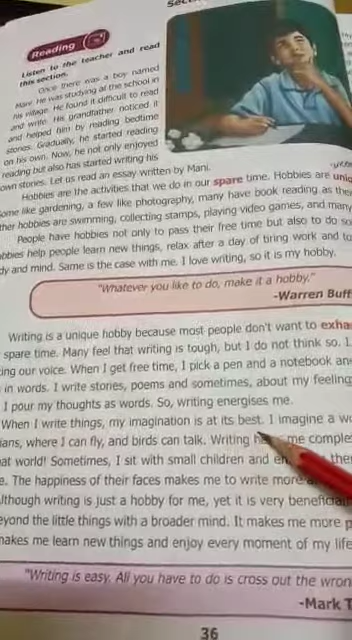 Sec
Reading
Listen to the teacher and read
this section.
Once there was a boy named
Mani. He was studying at the school in
his village. He found it difficult to read
and write. His grandfather noticed it
and helped him by reading bedtime
stories. Gradually, he started reading
on his own. Now, he not only enjoyed
reading but also has started writing his
own stories. Let us read an essay written by Mani.
Hobbies are the activities that we do in our spare time. Hobbies are uniq
ome like gardening, a few like photography, many have book reading as the
ther hobbies are swimming, collecting stamps, playing video games, and many
People have hobbies not only to pass their free time but also to do so
obbies help people learn new things, relax after a day of tiring work and to
dy and mind. Same is the case with me. I love writing, so it is my hobby.
"Whatever you like to do, make it a hobby."
-Warren Buff
Writing is a unique hobby because most people don't want to exha
spare time. Many feel that writing is tough, but I do not think so. I
ing our voice. When I get free time, I pick a pen and a notebook an
in words. I write stories, poems and sometimes, about my feeling
I pour my thoughts as words. So, writing energises me.
When I write things, my imagination is at its best. I imagine a wo
ians, where I can fly, and birds can talk. Writing me comple
at world! Sometimes, I sit with small children and
e. The happiness of their faces makes me to write more
lthough writing is just a hobby for me, yet it is very beneficial
eyond the little things with a broader mind. It makes me more p
makes me learn new things and enjoy every moment of my life
"Writing is easy. All you have to do is cross out the wron
-Mark T
36